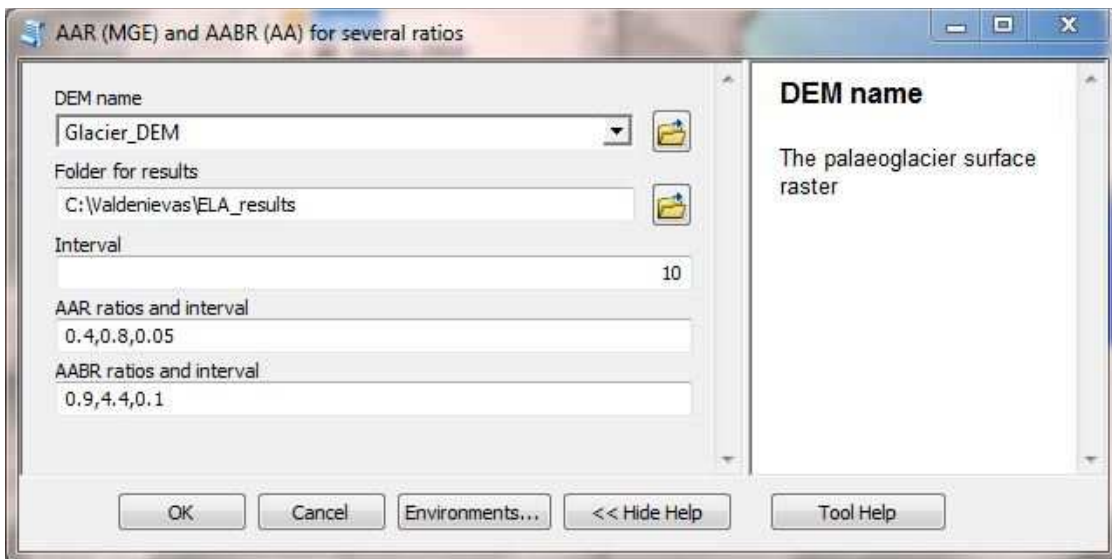 AAR (MGE) and AABR (AA) for several ratios
DEM name
Glacier_DEM
Folder for results
C:\Valdenievas\ELA_results
Interval
10
AAR ratios and interval
0.4,0.8,0.05
AABR ratios and interval
0.9,4.4,0.1
DEM name
The palaeoglacier surface
raster
OK
Cancel
Environments...
<< Hide Help
Tool Help